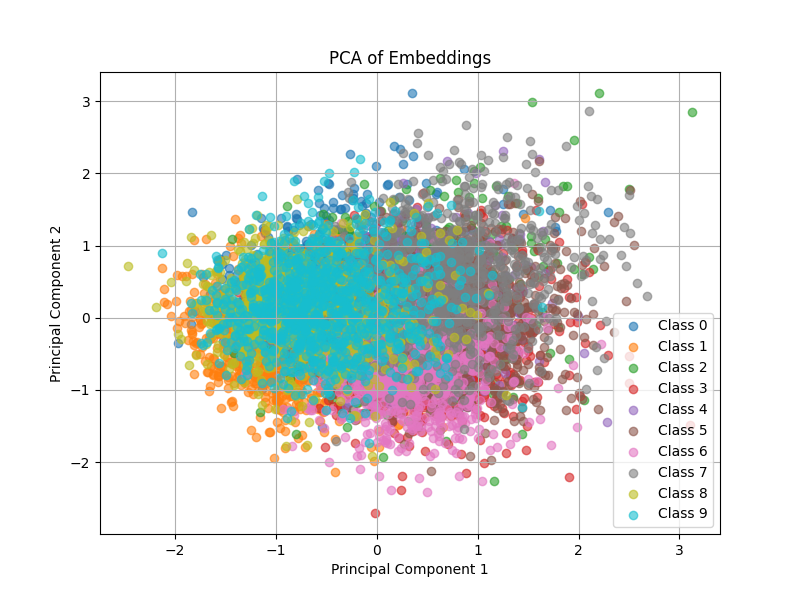 PCA of Embeddings
3
2
1
0
−1
−2
Principal Component 2
−2
−1
0
1
2
3
Principal Component 1
Class 0
Class 1
Class 2
Class 3
Class 4
Class 5
Class 6
Class 7
Class 8
Class 9